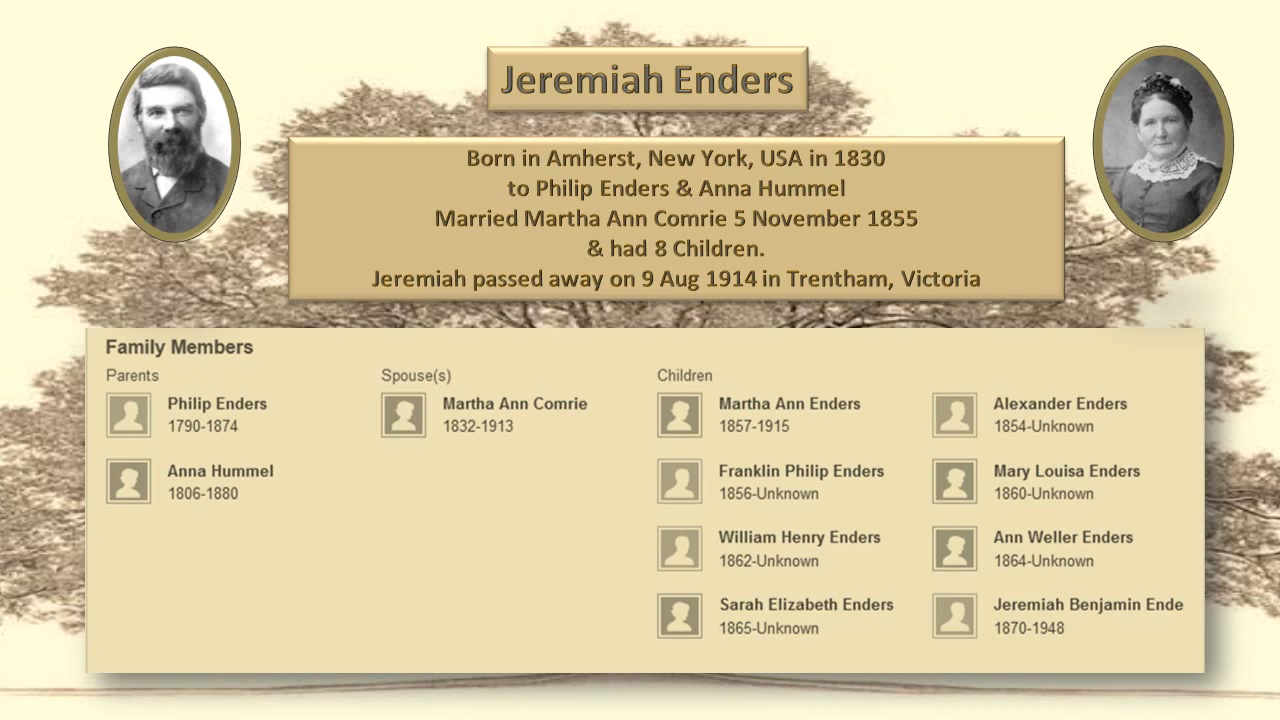 Jeremiah Enders
Born in Amherst, New York, USA in 1830
to Philip Enders & Anna Hummel
Married Martha Ann Comrie 5 November 1855
& had 8 Children.
Jeremiah passed away on 9 Aug 1914 in Trentham, Victoria
Family Members
Parents
Philip Enders
1790-1874
Anna Hummel
1806-1880
Spouse(s)
Martha Ann Comrie
1832-1913
Children
Martha Ann Enders
1857-1915
Alexander Enders
1854-Unknown
Franklin Philip Enders
1856-Unknown
Mary Louisa Enders
1860-Unknown
William Henry Enders
1862-Unknown
Ann Weller Enders
1864-Unknown
Sarah Elizabeth Enders
1865-Unknown
Jeremiah Benjamin Ende
1870-1948